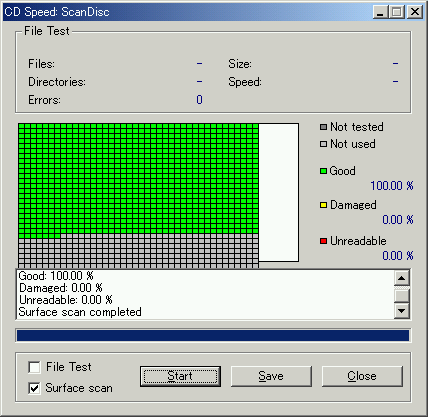 CD Speed: ScanDisc
File Test
Files: - Size: -
Directories: - Speed: -
Errors: 0
Not tested
Not used
Good
100.00 %
Damaged
0.00 %
Unreadable
0.00 %
Good: 100.00 %
Damaged: 0.00 %
Unreadable: 0.00 %
Surface scan completed
File Test
Surface scan
Start Save Close